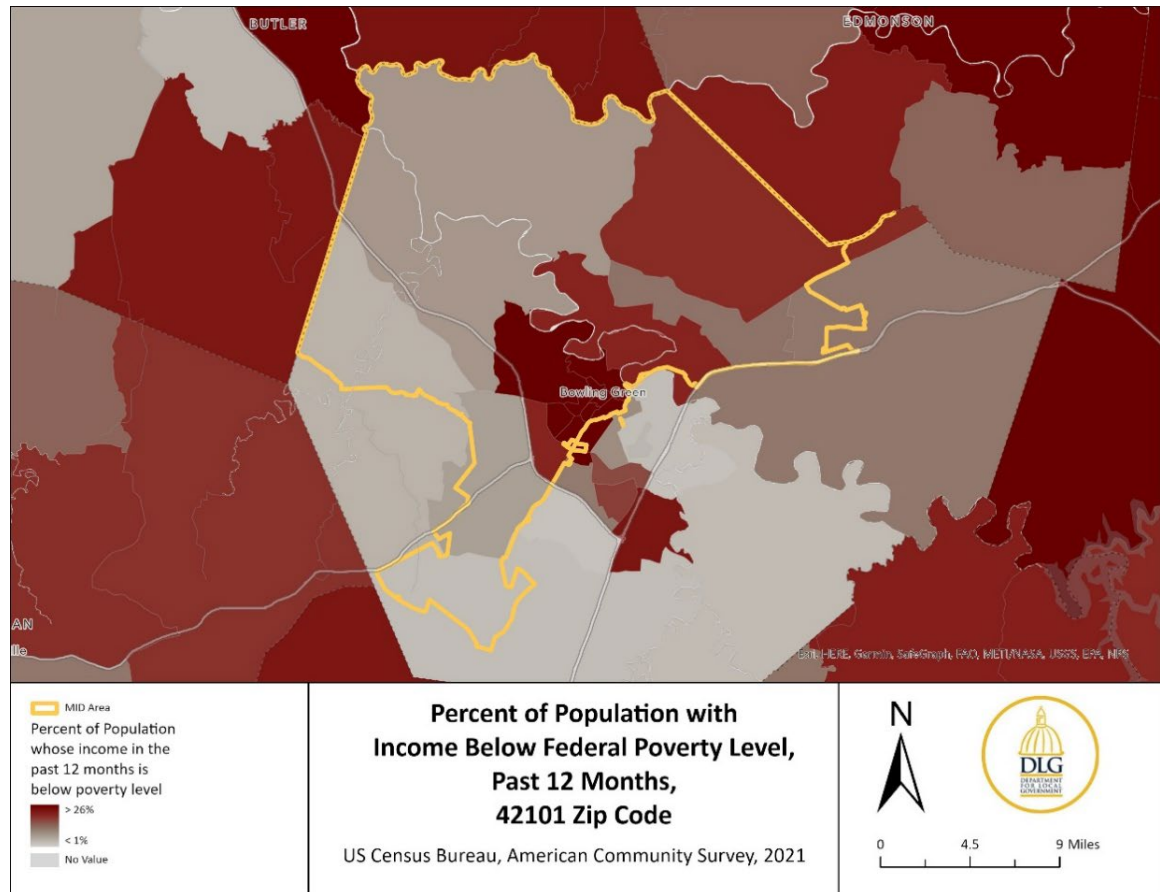 BUTLER
EDMONSON
Bowling Green
AN
lle
Esri, HERE, Garmin, SafeGraph, FAO, METI/NASA, USGS, EPA, NPS
MID Area
Percent of Population
whose income in the
past 12 months is
below poverty level
> 26%
< 1%
No Value
Percent of Population with
Income Below Federal Poverty Level,
Past 12 Months,
42101 Zip Code
US Census Bureau, American Community Survey, 2021
N
DLG
DEPARTMENT
FOR LOCAL
GOVERNMENT
0 4.5 9 Miles